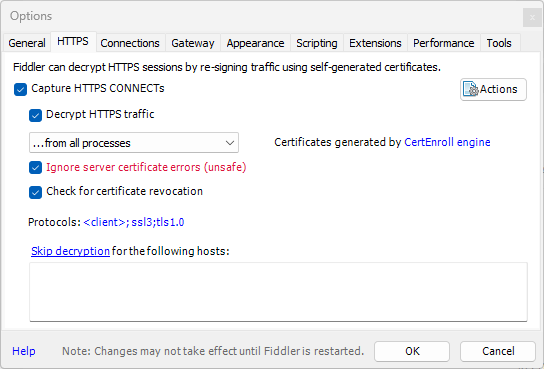 Options
General HTTPS Connections Gateway Appearance Scripting Extensions Performance Tools
Fiddler can decrypt HTTPS sessions by re-signing traffic using self-generated certificates.
Capture HTTPS CONNECTs
Actions
Decrypt HTTPS traffic
...from all processes
Certificates generated by CertEnroll engine
Ignore server certificate errors (unsafe)
Check for certificate revocation
Protocols: <client>; ssl3;tls1.0
Skip decryption for the following hosts:
Help Note: Changes may not take effect until Fiddler is restarted. OK Cancel